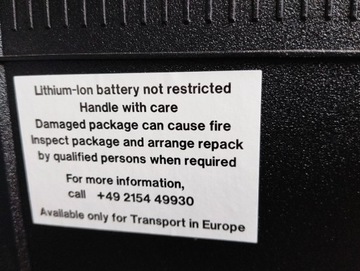 Lithium-Ion battery not restricted
Handle with care
Damaged package can cause fire
Inspect package and arrange repack
by qualified persons when required
For more information,
call +49 2154 49930
Available only for Transport in Europe